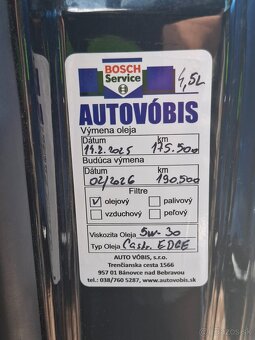 BOSCH
Service
4,5L
AUTOVÓBIS
Výmena oleja
Dátum km
14.2.2025 175.500
Budúca výmena
Dátum km
02/2026 190.500
Filtre
olejový palivový
vzduchový peľový
Viskozita Oleja 5W-30
Typ Oleja Castr. EDGE
AUTO VÓBIS, s.r.o.
Trenčianska cesta 1566
957 01 Bánovce nad Bebravou
tel.: 038/760 5287, www.autovobis.sk